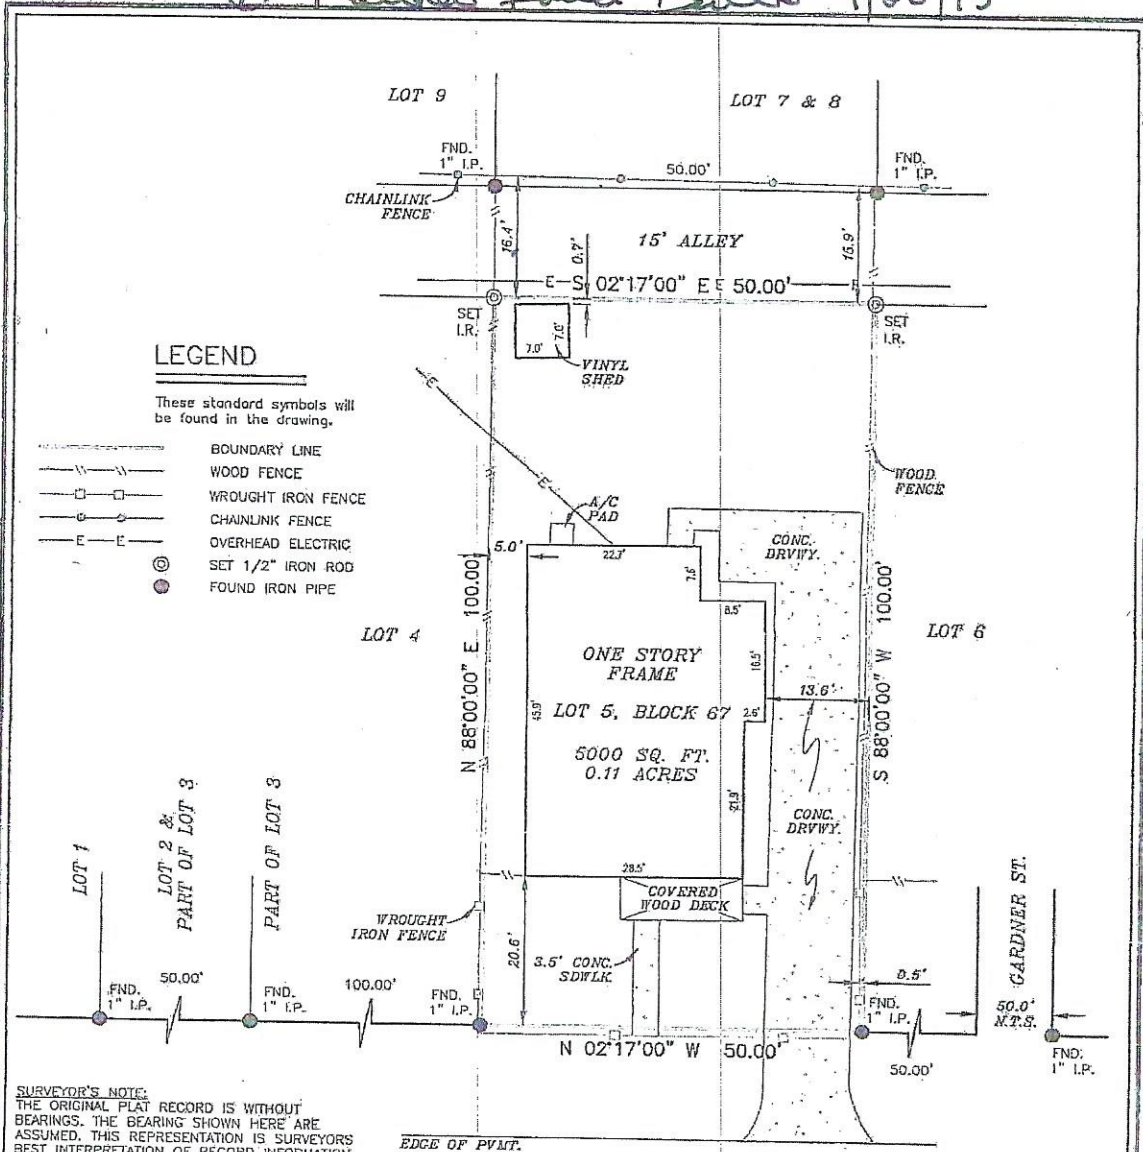 LOT 9
LOT 7 & 8
FND.
1" I.P.
50.00'
FND.
1" I.P.
CHAINLINK
FENCE
16.4'
0.7'
15' ALLEY
E S 02°17'00" E E 50.00'
SET
I.R.
SET
I.R.
7.0'
7.0'
VINYL
SHED
LEGEND
These standard symbols will
be found in the drawing.
BOUNDARY LINE
WOOD FENCE
WROUGHT IRON FENCE
CHAINLINK FENCE
E E OVERHEAD ELECTRIC
SET 1/2" IRON ROD
FOUND IRON PIPE
E
E
WOOD
FENCE
A/C
PAD
CONC.
DRVWY.
5.0'
22.7'
7.6'
8.5'
N 88°00'00" E 100.00'
S 88°00'00" W 100.00'
LOT 4
LOT 6
ONE STORY
FRAME
16.5'
13.6'
45.9'
LOT 5, BLOCK 67
2.6'
5000 SQ. FT.
0.11 ACRES
21.9'
CONC.
DRVWY.
LOT 1
LOT 2 &
PART OF LOT 3
PART OF LOT 3
28.5'
COVERED
WOOD DECK
WROUGHT
IRON FENCE
20.6'
3.5' CONC.
SDWLK.
GARDNER ST.
50.0'
N.T.S.
FND.
1" I.P.
50.00'
FND.
1" I.P.
100.00'
FND.
1" I.P.
FND.
1" I.P.
N 02°17'00" W 50.00'
50.00'
FND.
1" I.P.
SURVEYOR'S NOTE:
THE ORIGINAL PLAT RECORD IS WITHOUT
BEARINGS. THE BEARING SHOWN HERE ARE
ASSUMED. THIS REPRESENTATION IS SURVEYORS
BEST INTERPRETATION OF RECORD INFORMATION
EDGE OF PVMT.